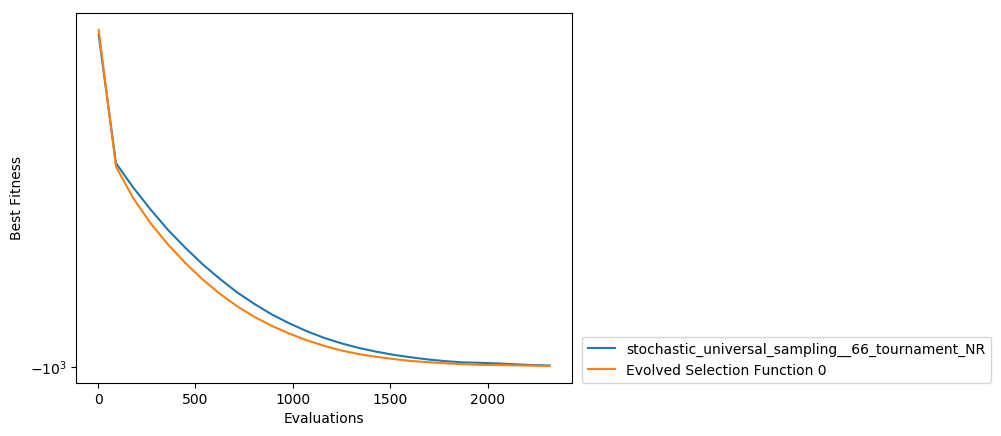 Best Fitness
−10³
0 500 1000 1500 2000
Evaluations
stochastic_universal_sampling__66_tournament_NR
Evolved Selection Function 0